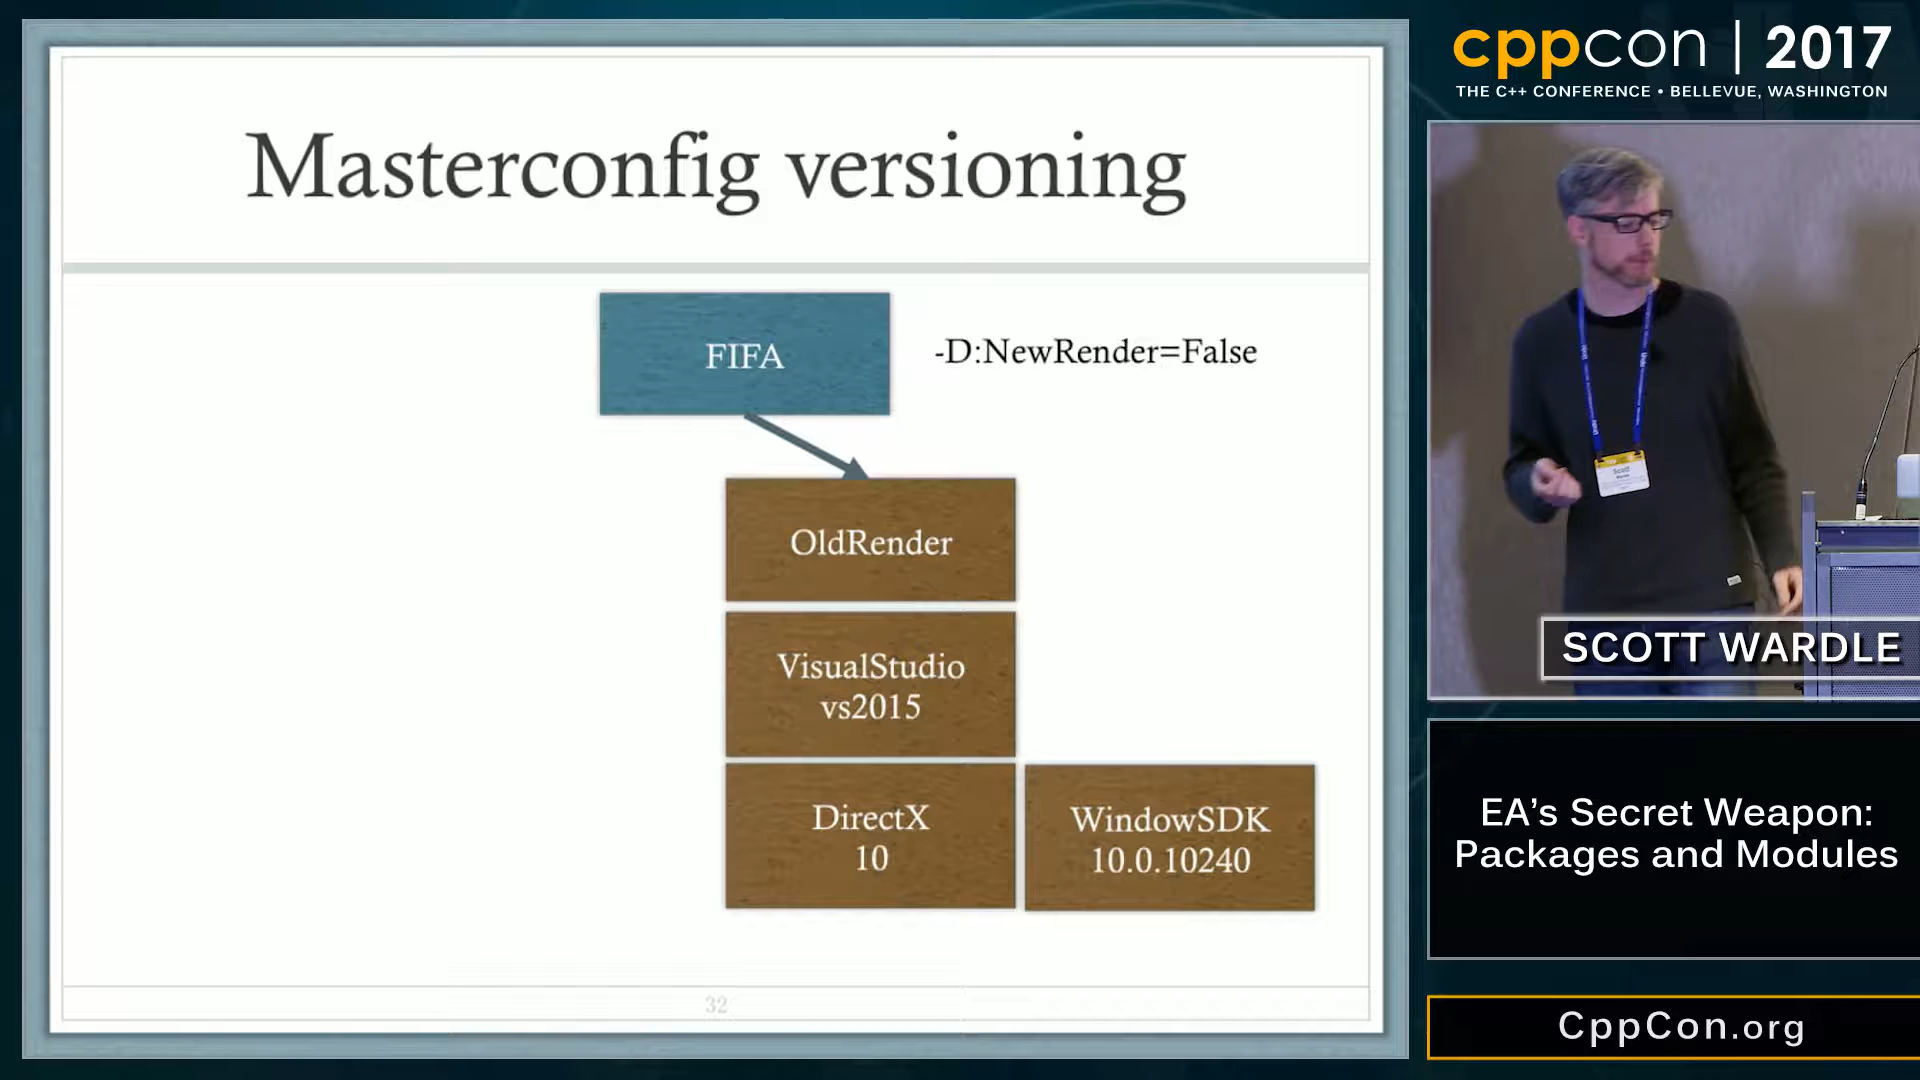 Masterconfig versioning
FIFA
-D:NewRender=False
OldRender
VisualStudio
vs2015
DirectX
10
WindowSDK
10.0.10240
32
cppcon | 2017
THE C++ CONFERENCE • BELLEVUE, WASHINGTON
Scott
SCOTT WARDLE
EA's Secret Weapon:
Packages and Modules
CppCon.org